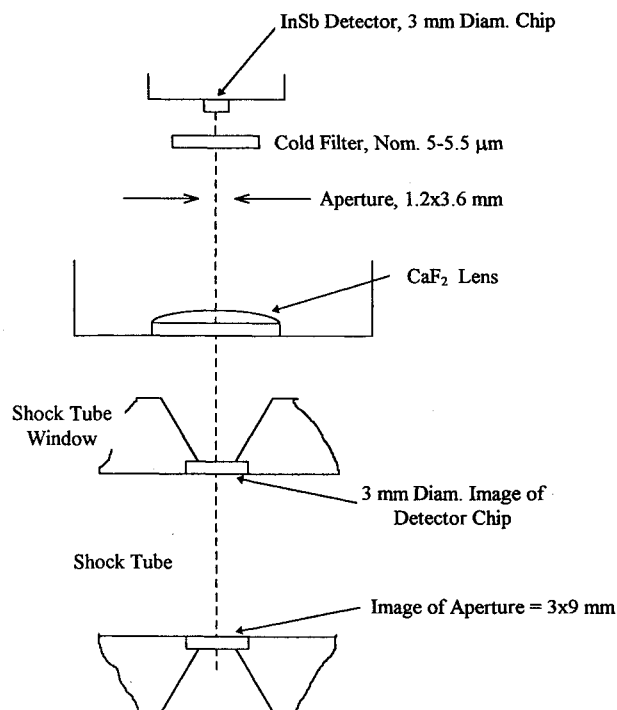 InSb Detector, 3 mm Diam. Chip
Cold Filter, Nom. 5-5.5 μm
Aperture, 1.2x3.6 mm
CaF₂ Lens
Shock Tube
Window
3 mm Diam. Image of
Detector Chip
Shock Tube
Image of Aperture = 3x9 mm